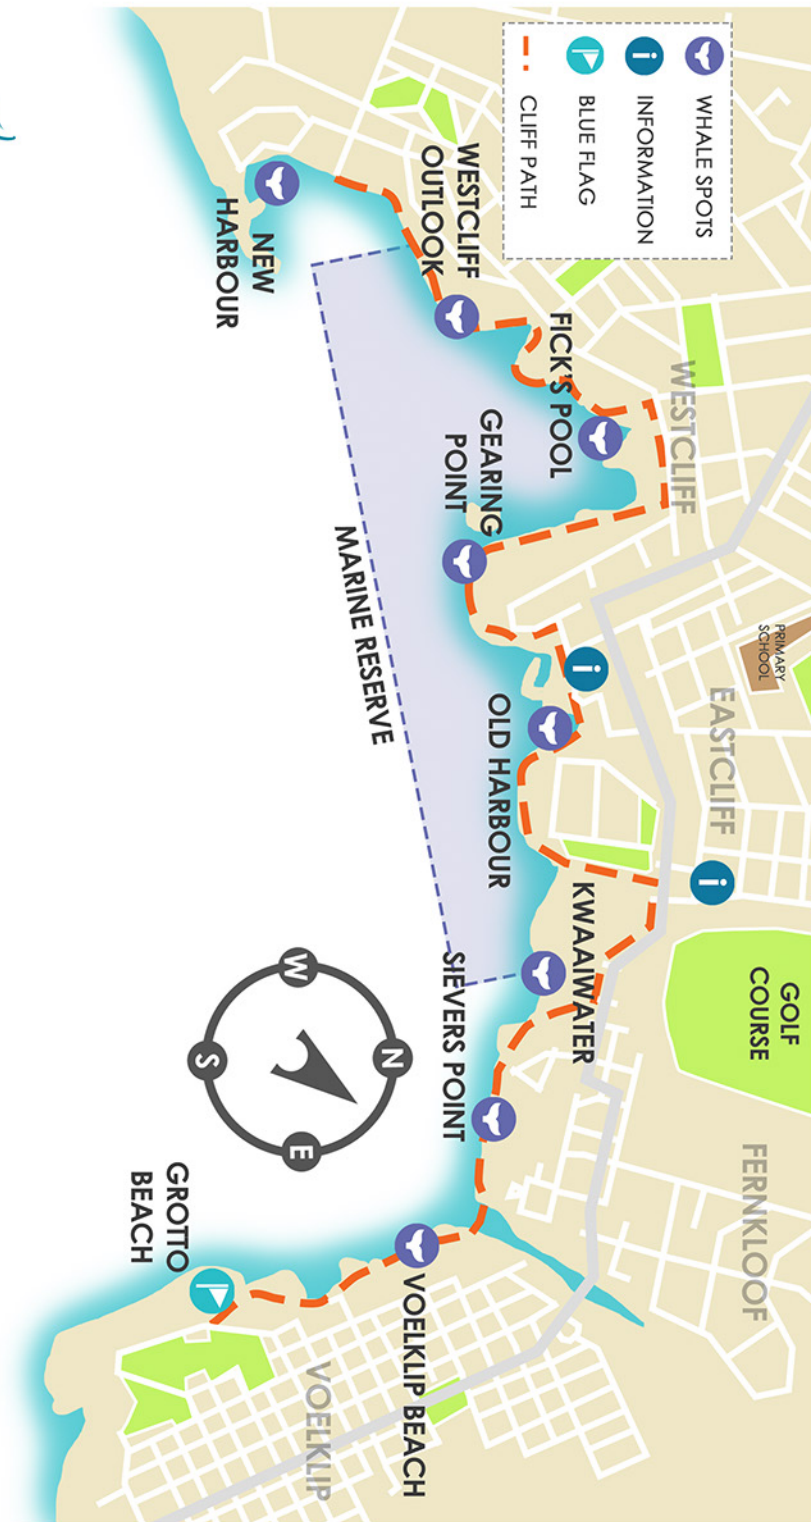 WHALE SPOTS
INFORMATION
BLUE FLAG
CLIFF PATH
WESTCLIFF
OUTLOOK
NEW
HARBOUR
FICK'S POOL
WESTCLIFF
GEARING
POINT
MARINE RESERVE
PRIMARY
SCHOOL
EASTCLIFF
OLD HARBOUR
KWAAIWATER
GOLF
COURSE
SIEVERS POINT
FERNKLOOF
N
W
E
S
GROTTO
BEACH
VOELKLIP BEACH
VOELKLIP